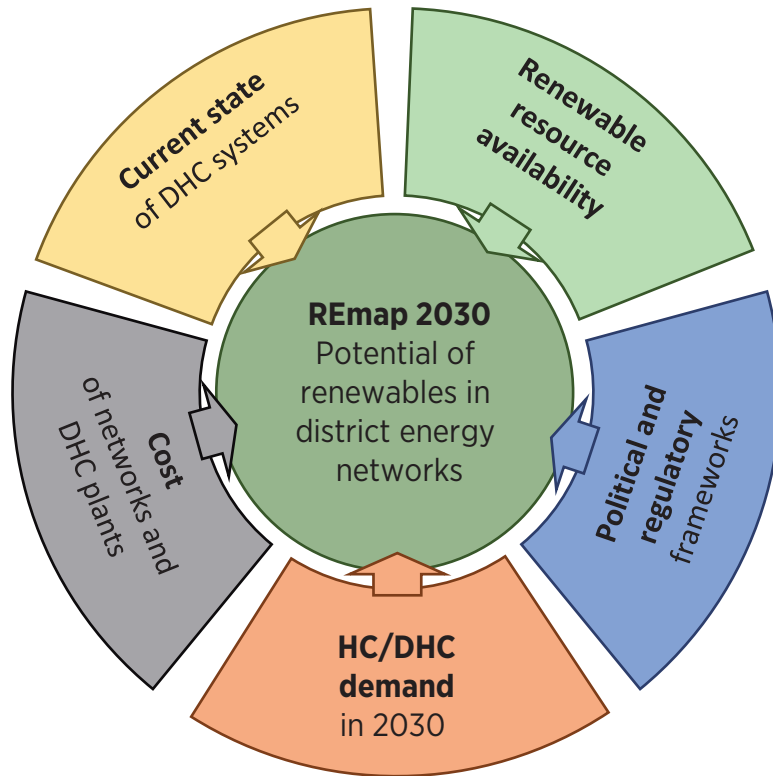 Current state
of DHC systems
Renewable
resource
availability
REmap 2030
Potential of
renewables in
district energy
networks
Cost
of networks and
DHC plants
Political and
regulatory
frameworks
HC/DHC
demand
in 2030